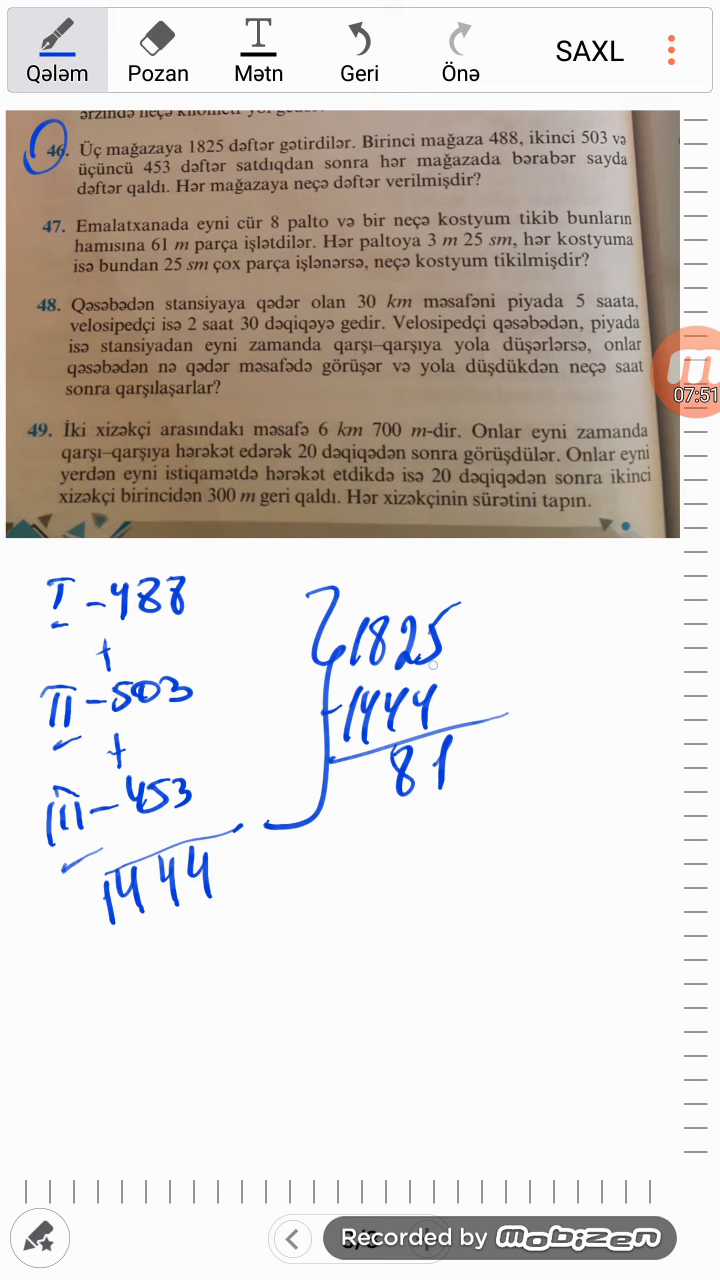 Qələm
Pozan
Mətn
Geri
Önə
SAXL
46. Üç mağazaya 1825 dəftər gətirdilər. Birinci mağaza 488, ikinci 503 və
üçüncü 453 dəftər satdıqdan sonra hər mağazada bərabər sayda
dəftər qaldı. Hər mağazaya neçə dəftər verilmişdir?
47. Emalatxanada eyni cür 8 palto və bir neçə kostyum tikib bunların
hamısına 61 m parça işlətdilər. Hər paltoya 3 m 25 sm, hər kostyuma
isə bundan 25 sm çox parça işlənərsə, neçə kostyum tikilmişdir?
48. Qəsəbədən stansiyaya qədər olan 30 km məsafəni piyada 5 saata,
velosipedçi isə 2 saat 30 dəqiqəyə gedir. Velosipedçi qəsəbədən, piyada
isə stansiyadan eyni zamanda qarşı–qarşıya yola düşərlərsə, onlar
qəsəbədən nə qədər məsafədə görüşər və yola düşdükdən neçə saat
sonra qarşılaşarlar?
07:51
49. İki xizəkçi arasındakı məsafə 6 km 700 m-dir. Onlar eyni zamanda
qarşı–qarşıya hərəkət edərək 20 dəqiqədən sonra görüşdülər. Onlar eyni
yerdən eyni istiqamətdə hərəkət etdikdə isə 20 dəqiqədən sonra ikinci
xizəkçi birincidən 300 m geri qaldı. Hər xizəkçinin sürətini tapın.
I - 488
+
II - 503
+
III - 453
1444
1825
- 1444
81
Recorded by mobizen